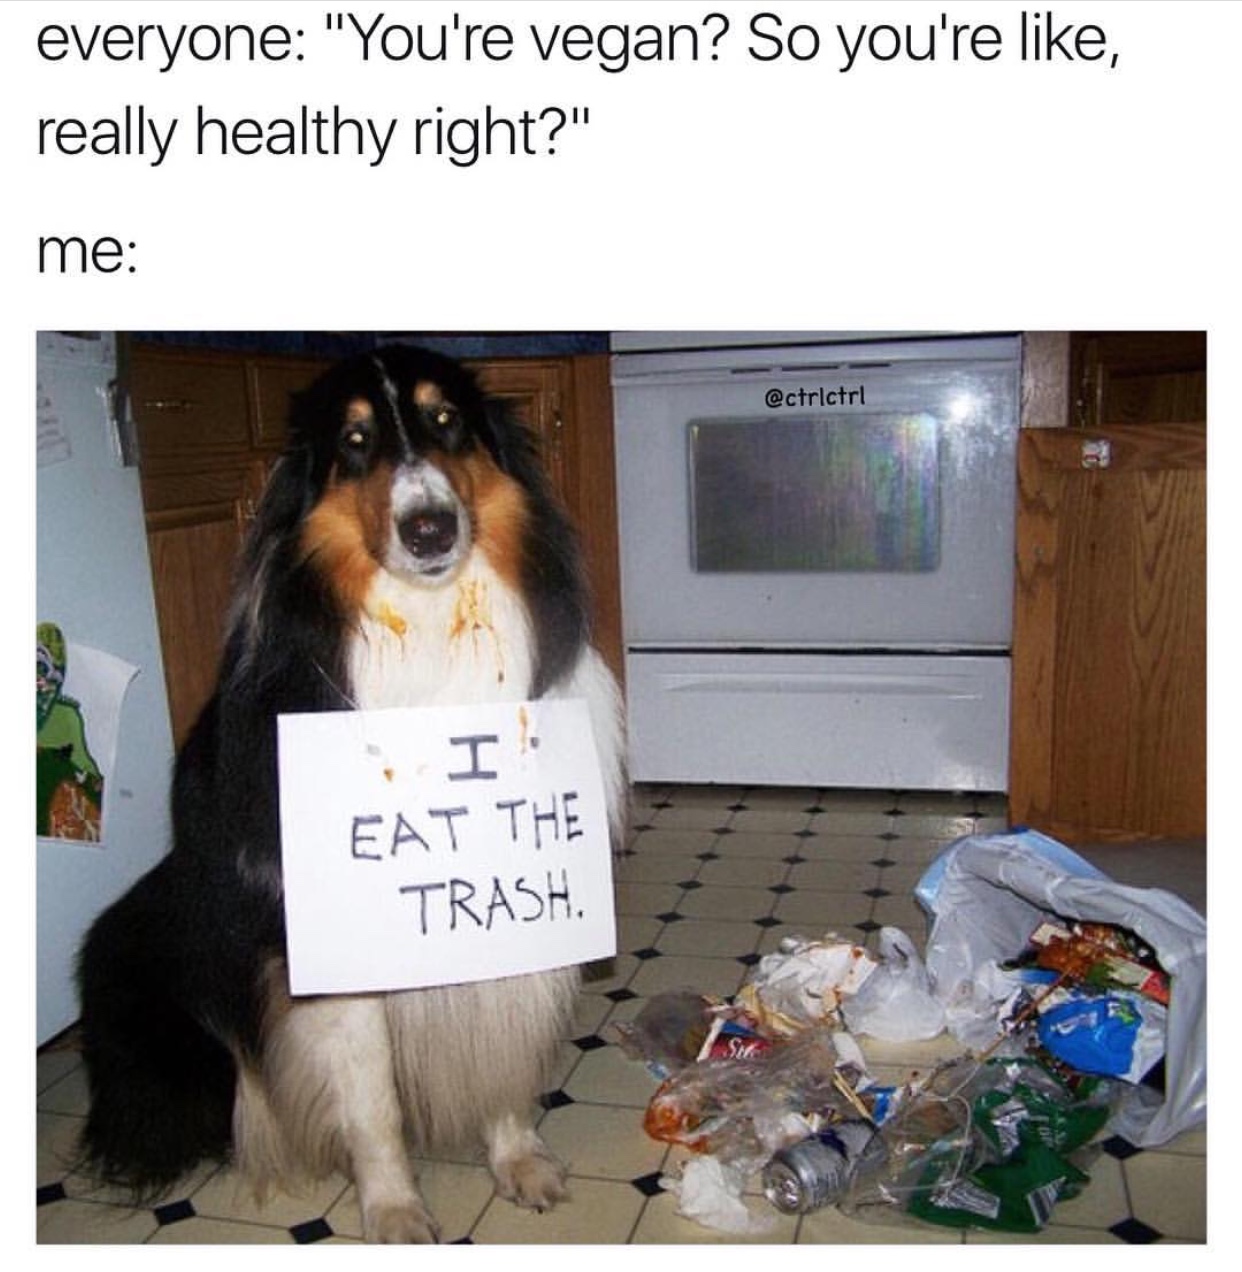 everyone: "You're vegan? So you're like,
really healthy right?"
me:
@ctrlctrl
I
EAT THE
TRASH.